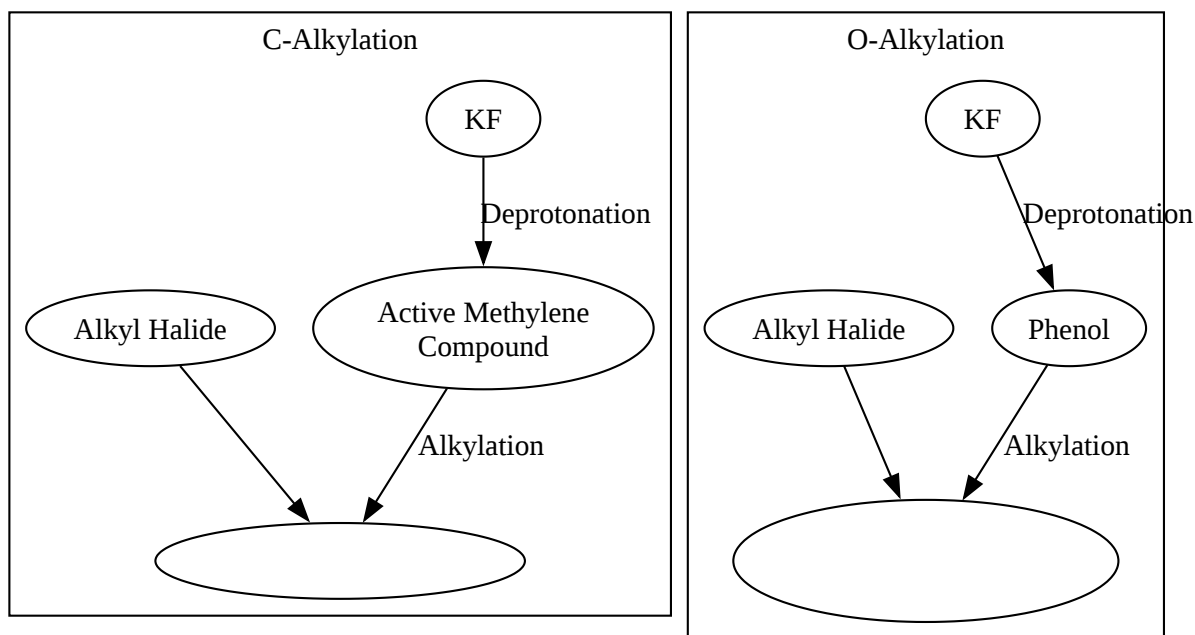 C-Alkylation
KF
Deprotonation
Alkyl Halide
Active Methylene
Compound
Alkylation
O-Alkylation
KF
Deprotonation
Alkyl Halide
Phenol
Alkylation